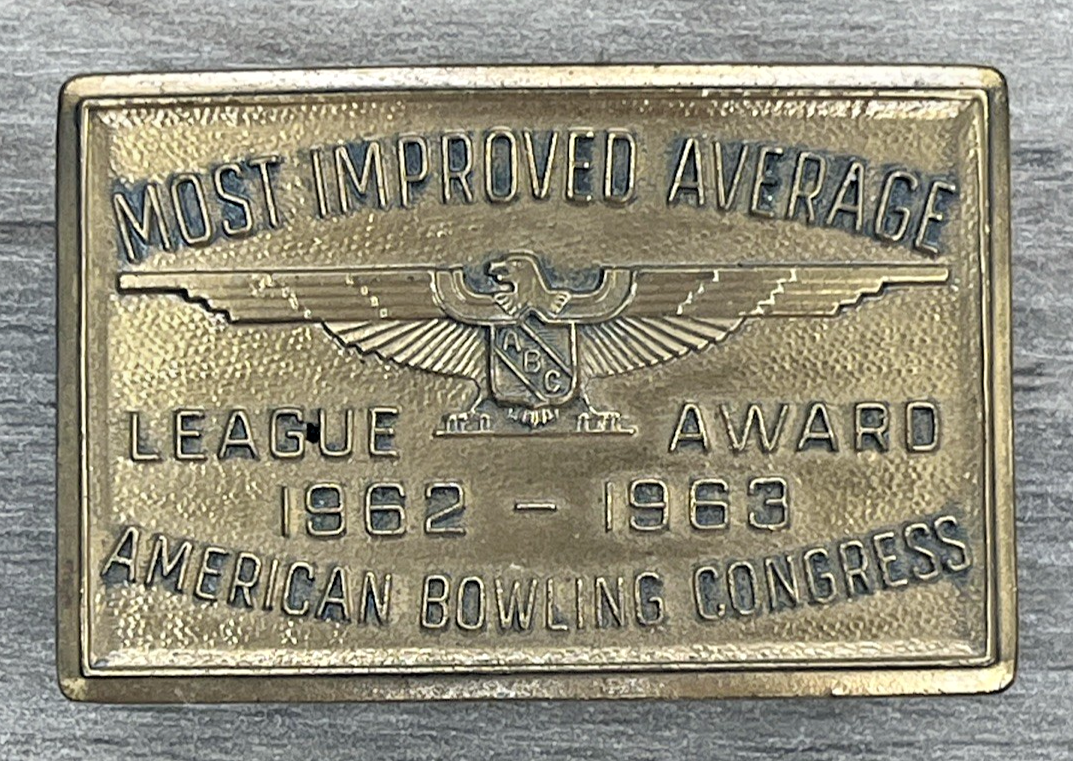 MOST IMPROVED AVERAGE
ABC
LEAGUE AWARD
1962 - 1963
AMERICAN BOWLING CONGRESS